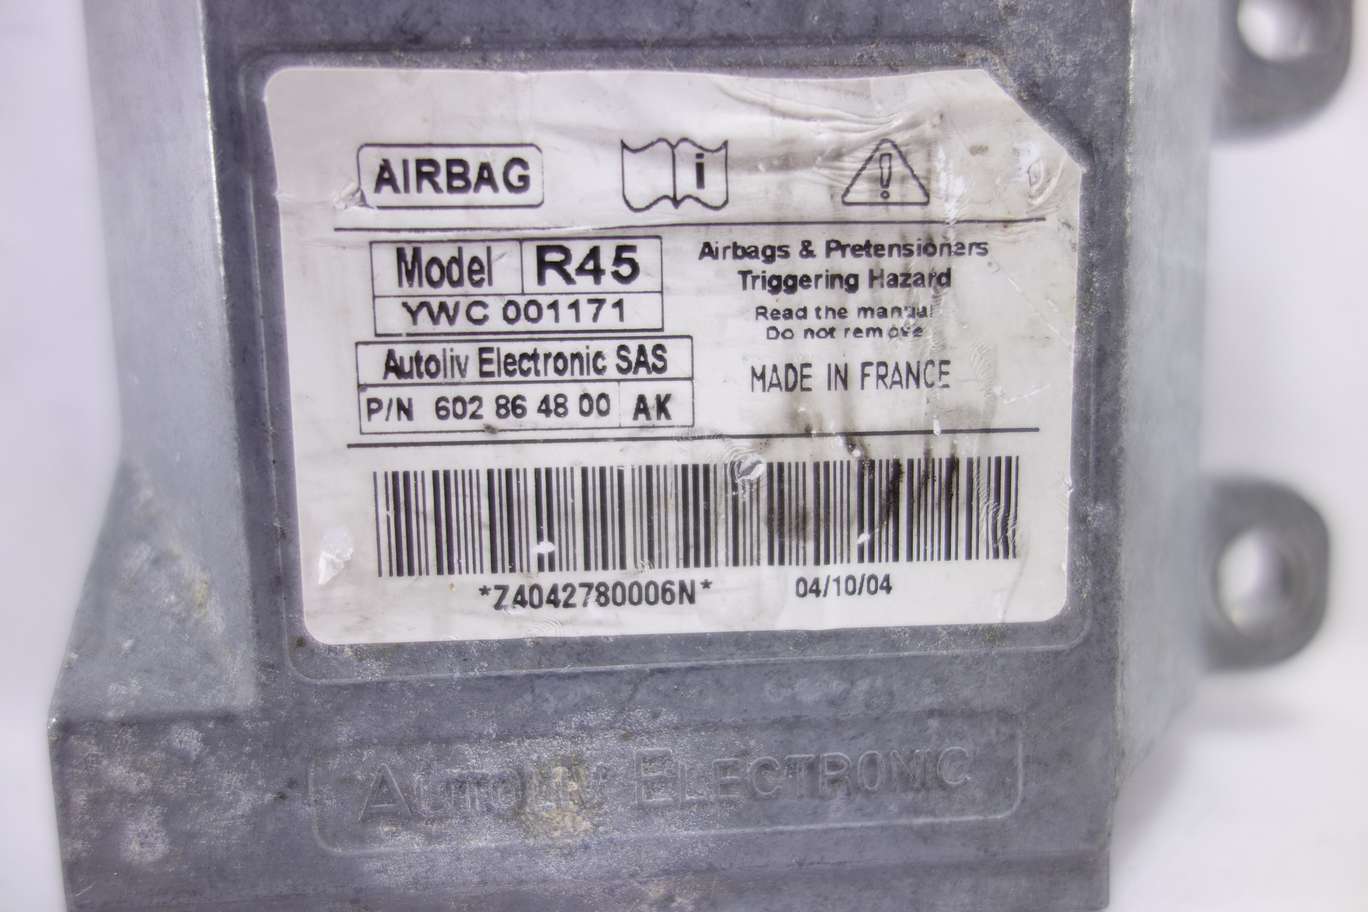 AIRBAG i
Model R45
YWC 001171
Autoliv Electronic SAS
P/N 602 86 48 00 AK
Airbags & Pretensioners
Triggering Hazard
Read the manual
Do not remove
MADE IN FRANCE
*Z4042780006N* 04/10/04
AUTOLIV ELECTRONIC